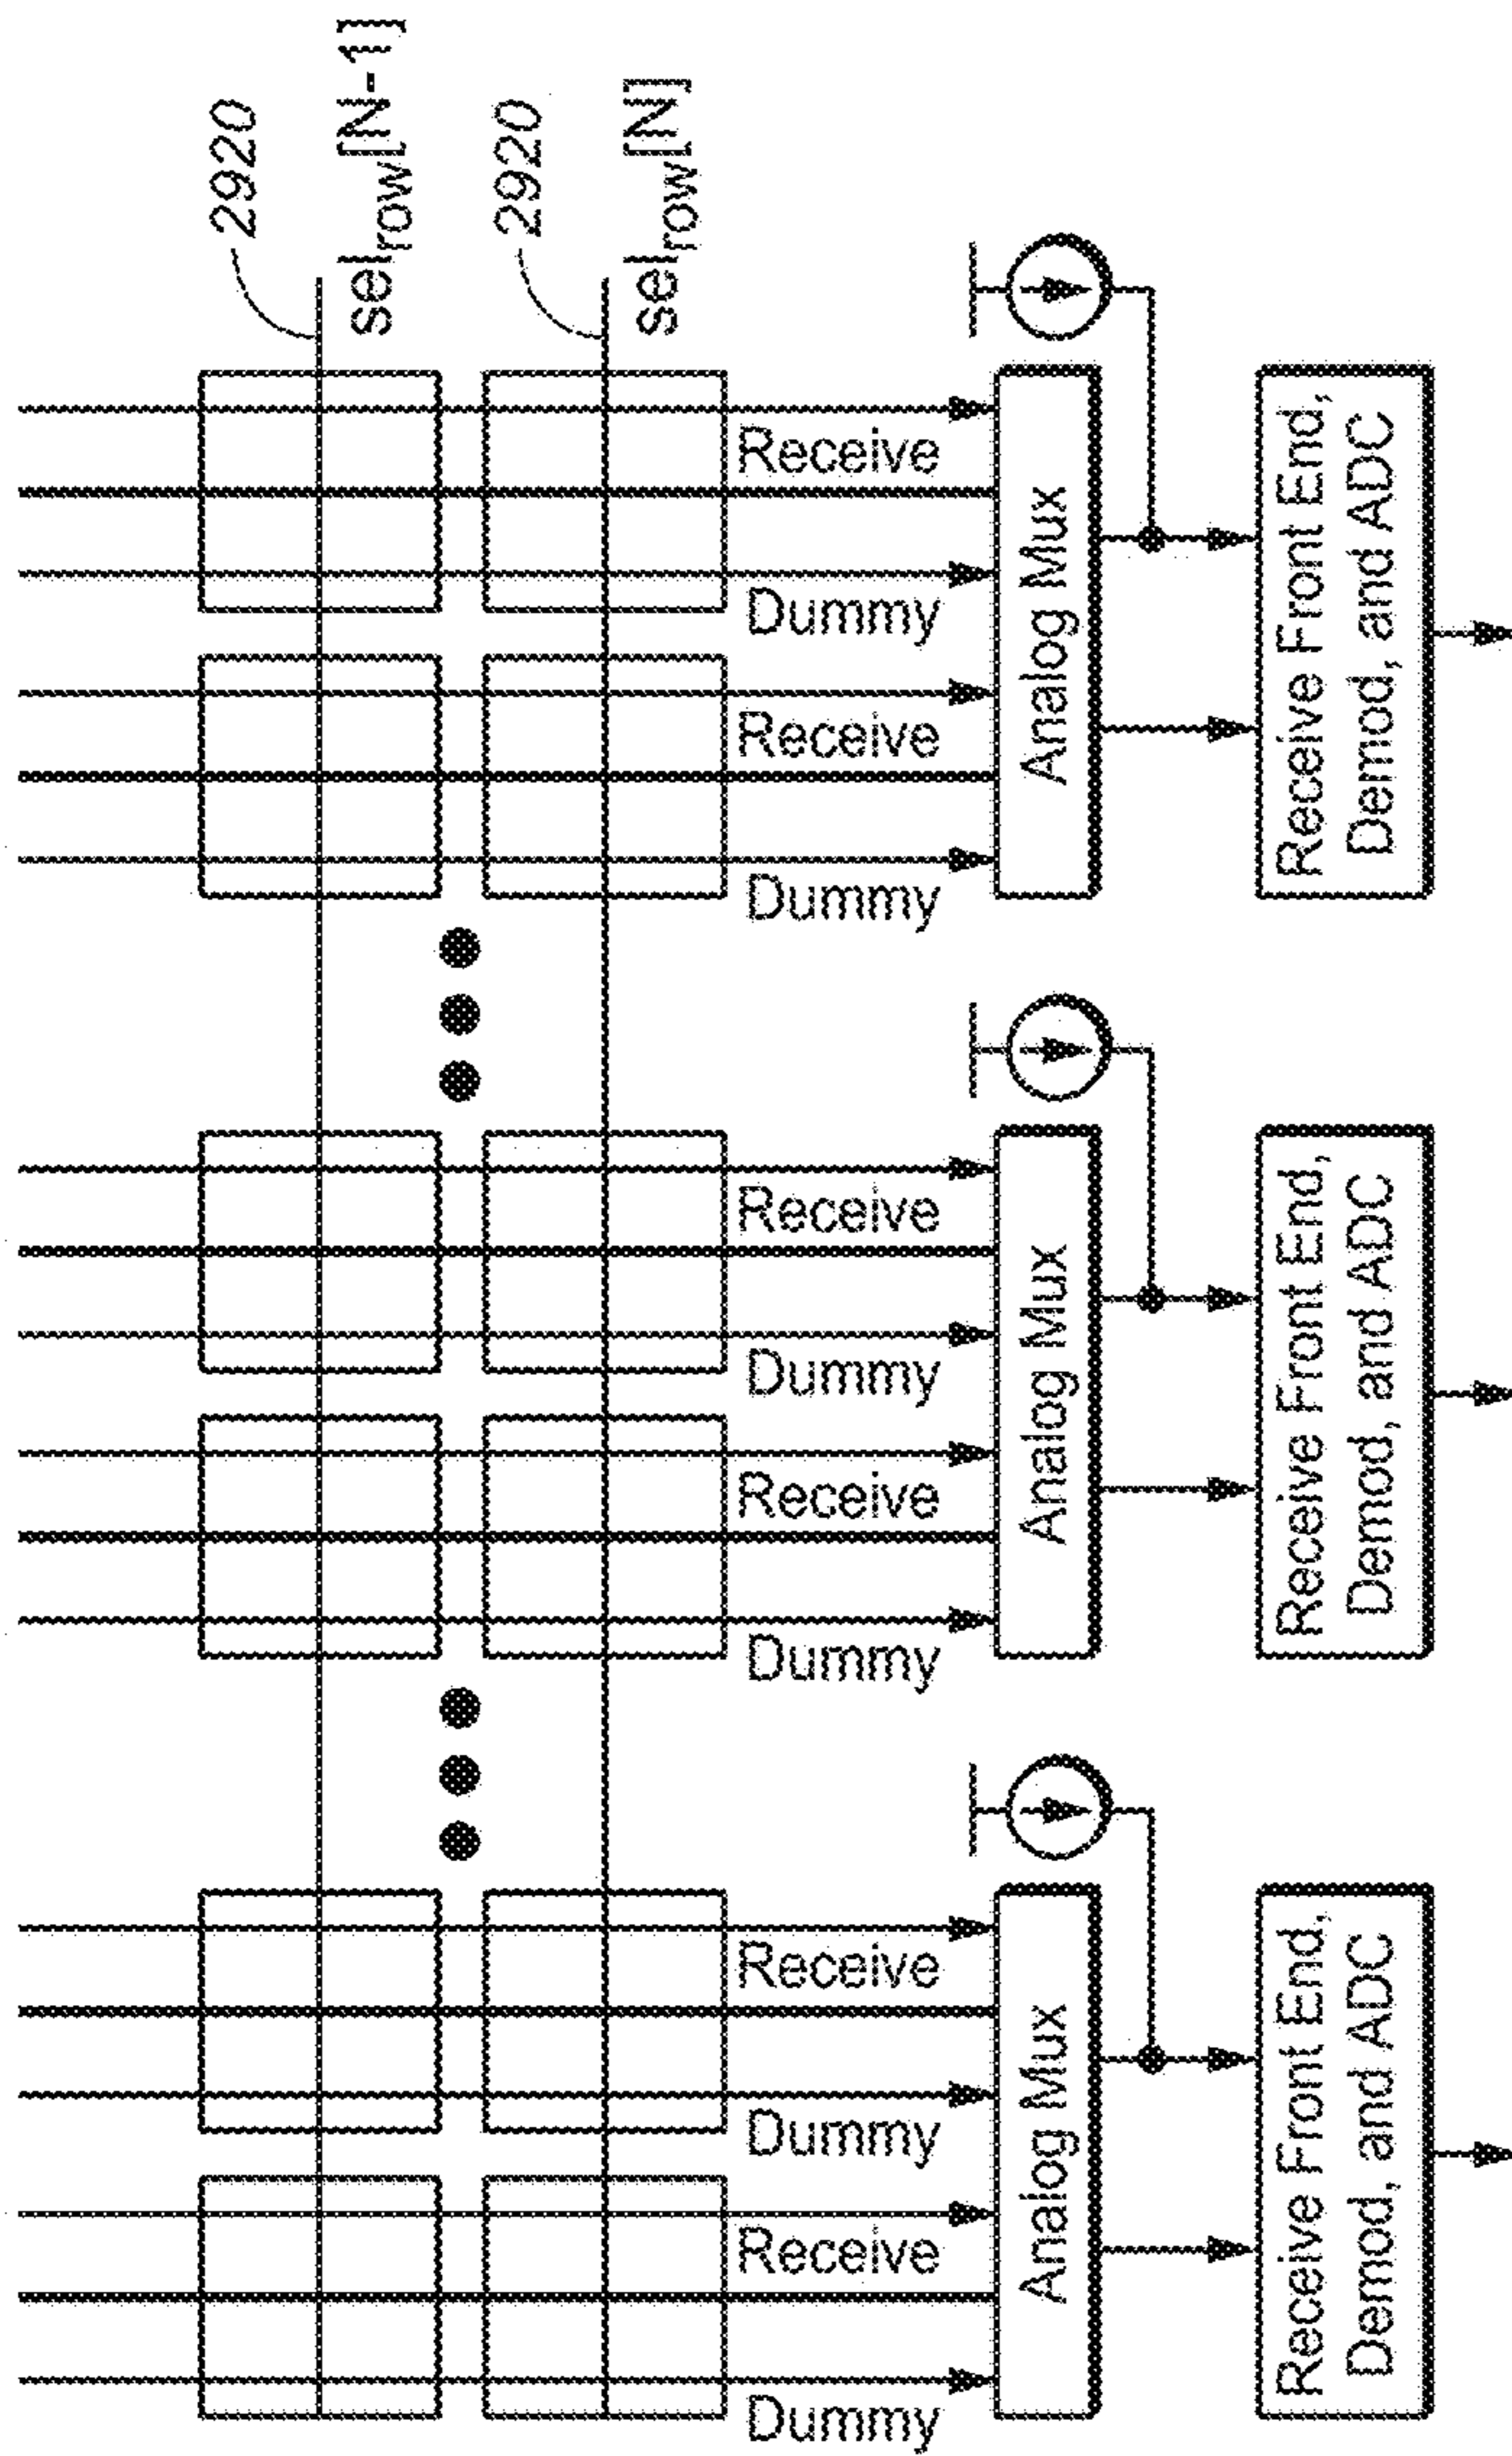 2920
sel_row[N-1]
2920
sel_row[N]
Receive
Dummy
Receive
Dummy
Analog Mux
Receive Front End,
Demod, and ADC
Receive
Dummy
Receive
Dummy
Analog Mux
Receive Front End,
Demod, and ADC
Receive
Dummy
Receive
Dummy
Analog Mux
Receive Front End,
Demod, and ADC